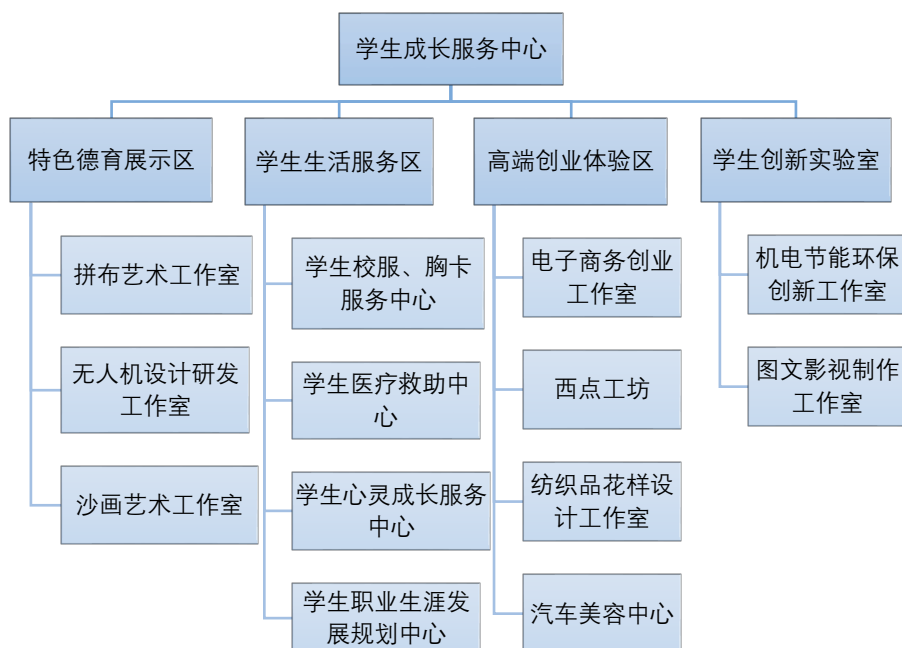 学生成长服务中心
特色德育展示区
学生生活服务区
高端创业体验区
学生创新实验室
拼布艺术工作室
无人机设计研发
工作室
沙画艺术工作室
学生校服、胸卡
服务中心
学生医疗救助中
心
学生心灵成长服务
中心
学生职业生涯发
展规划中心
电子商务创业
工作室
西点工坊
纺织品花样设
计工作室
汽车美容中心
机电节能环保
创新工作室
图文影视制作
工作室